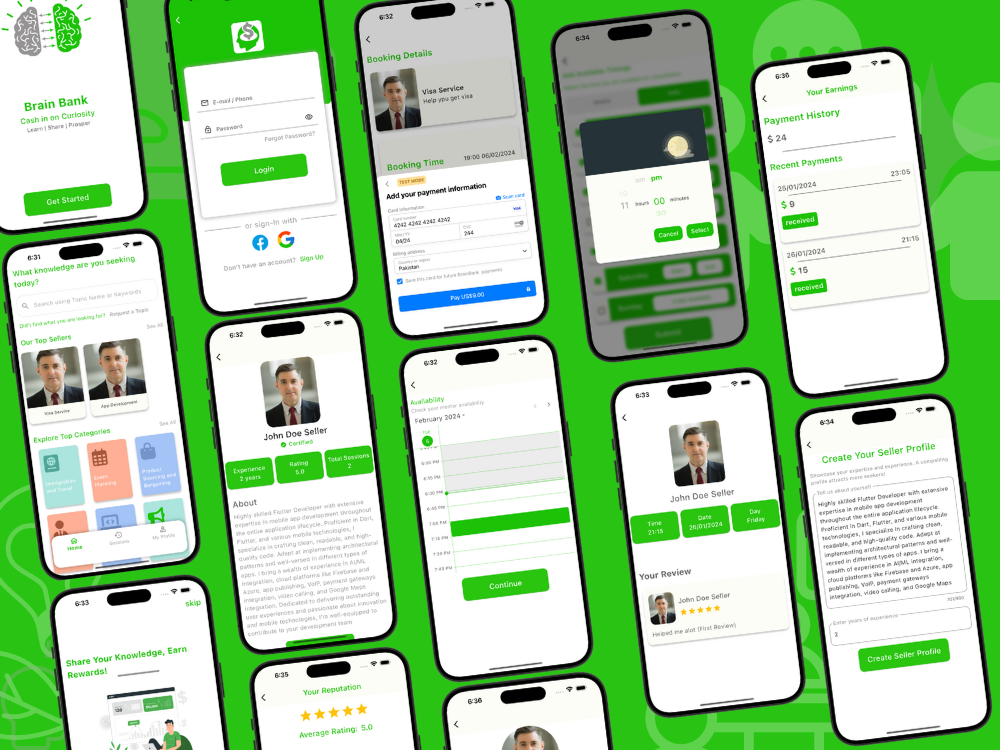 Brain Bank
Cash in on Curiosity
Learn | Share | Prosper
Get Started
E-mail / Phone
Password
Forgot Password?
Login
or sign-in with
Don't have an account? Sign Up
6:32
Booking Details
Visa Service
Help you get visa
Booking Time
19:00 06/02/2024
TEST MODE
Add your payment information
Card information
Scan card
Card number
4242 4242 4242 4242
VISA
MM / YY
04/24
CVC
244
Billing address
Country or region
Pakistan
Save this card for future BrainBank payments
Pay US$9.00
6:34
am pm
11 hours 00 minutes
Cancel
Select
6:36
Your Earnings
Payment History
$ 24
Recent Payments
25/01/2024
23:05
$ 9
received
26/01/2024
21:15
$ 15
received
6:31
What knowledge are you seeking
today?
Search using Topic Name or Keywords
Did't find what you are looking for? Request a Topic
Our Top Sellers
See All
Visa Service
App Development
Explore Top Categories
See All
Immigration
and Travel
Event
Planning
Product
Sourcing and
Bargaining
Home
Sessions
My Profile
6:32
John Doe Seller
Certified
Experience
2 years
Rating
5.0
Total Sessions
2
About
Highly skilled Flutter Developer with extensive
expertise in mobile app development throughout
the entire application lifecycle. Proficient in Dart,
Flutter, and various mobile technologies, I
specialize in crafting clean, readable, and high-
quality code. Adept at implementing architectural
patterns and well-versed in different types of
apps. I bring a wealth of experience in AI/ML
integration, cloud platforms like Firebase and
Azure, app publishing, VoIP, payment gateways
integration, video calling, and Google Maps
integration. Dedicated to delivering outstanding
user experiences and passionate about innovation
and mobile technologies, I'm well-equipped to
contribute to your development team
6:32
Availability
Check your mentor availability
February 2024
TUE
6
6:00 PM
6:15 PM
6:30 PM
7:00 PM
7:15 PM
7:30 PM
7:45 PM
Continue
6:33
John Doe Seller
Time
21:15
Date
26/01/2024
Day
Friday
Your Review
John Doe Seller
Helped me alot (First Review)
6:34
Create Your Seller Profile
Showcase your expertise and experience. A compelling
profile attracts more seekers!
Tell us about yourself
Highly skilled Flutter Developer with extensive
expertise in mobile app development
throughout the entire application lifecycle.
Proficient in Dart, Flutter, and various mobile
technologies, I specialize in crafting clean,
readable, and high-quality code. Adept at
implementing architectural patterns and well-
versed in different types of apps. I bring a
wealth of experience in AI/ML integration,
cloud platforms like Firebase and Azure, app
publishing, VoIP, payment gateways
integration, video calling, and Google Maps
Enter years of experience
2
Create Seller Profile
6:33
skip
Share Your Knowledge, Earn
Rewards!
6:35
Your Reputation
Average Rating: 5.0
6:36